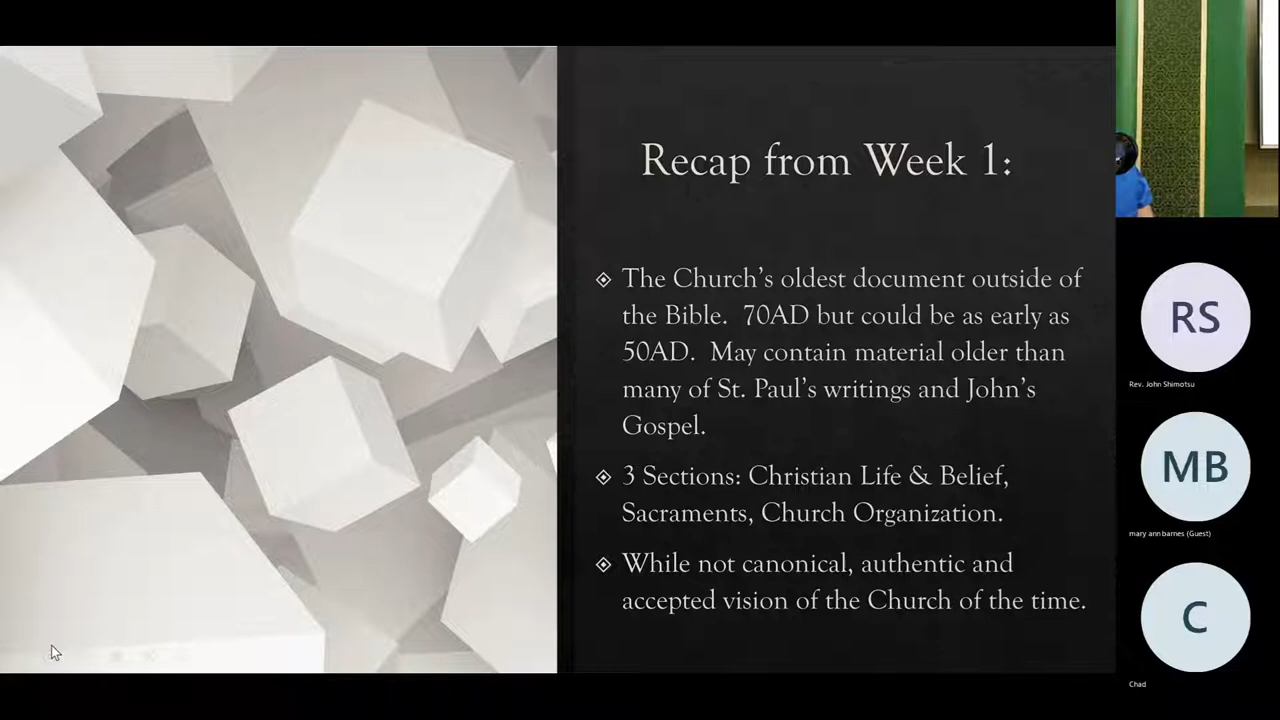 Recap from Week 1:
The Church's oldest document outside of
the Bible.  70AD but could be as early as
50AD.  May contain material older than
many of St. Paul's writings and John's
Gospel.
3 Sections: Christian Life & Belief,
Sacraments, Church Organization.
While not canonical, authentic and
accepted vision of the Church of the time.
RS
Rev. John Shimotsu
MB
mary ann barnes (Guest)
C
Chad